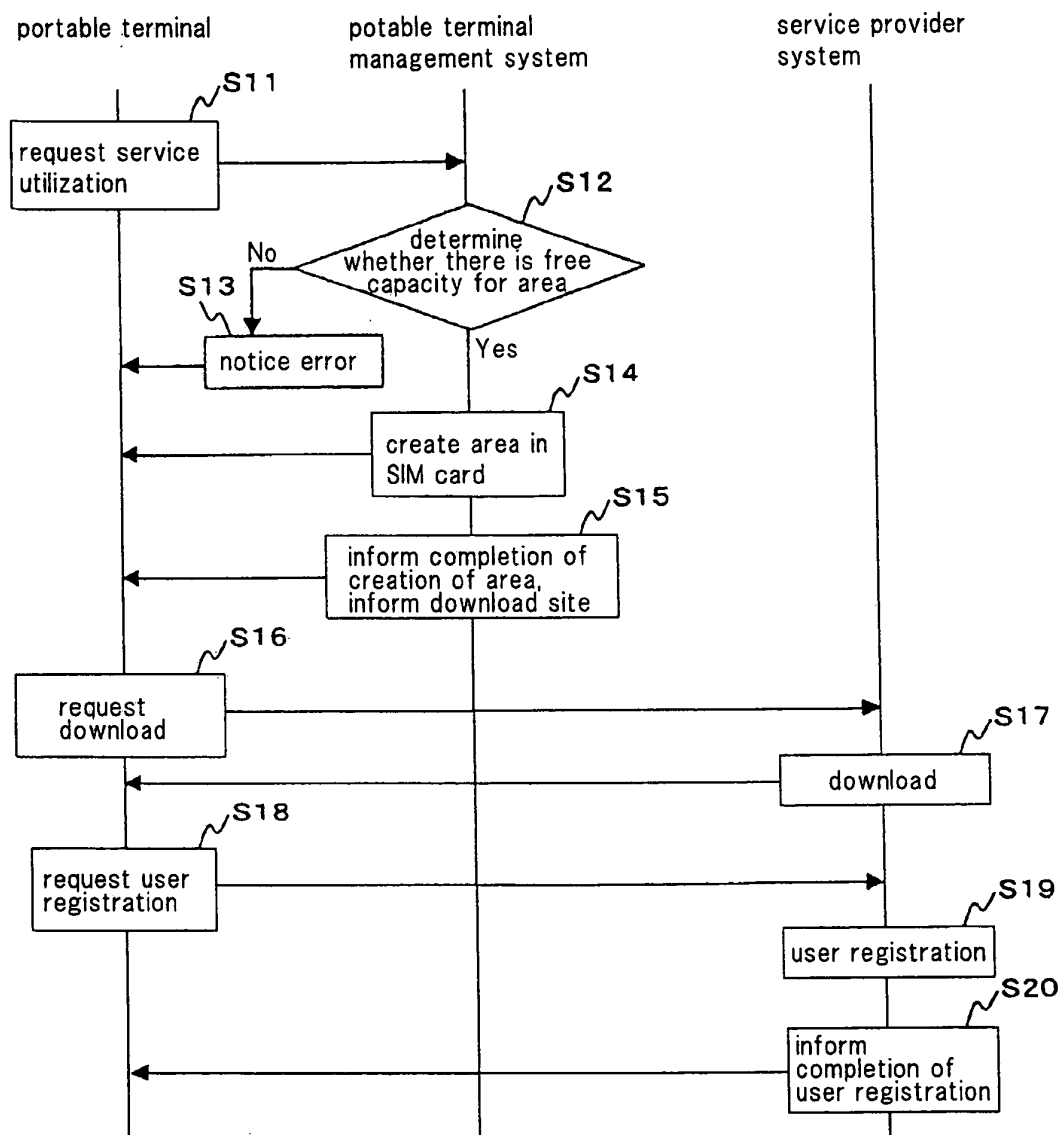 portable terminal
potable terminal
management system
service provider
system
S11
request service
utilization
S12
determine
whether there is free
capacity for area
No
S13
notice error
Yes
S14
create area in
SIM card
S15
inform completion of
creation of area,
inform download site
S16
request
download
S17
download
S18
request user
registration
S19
user registration
S20
inform
completion of
user registration